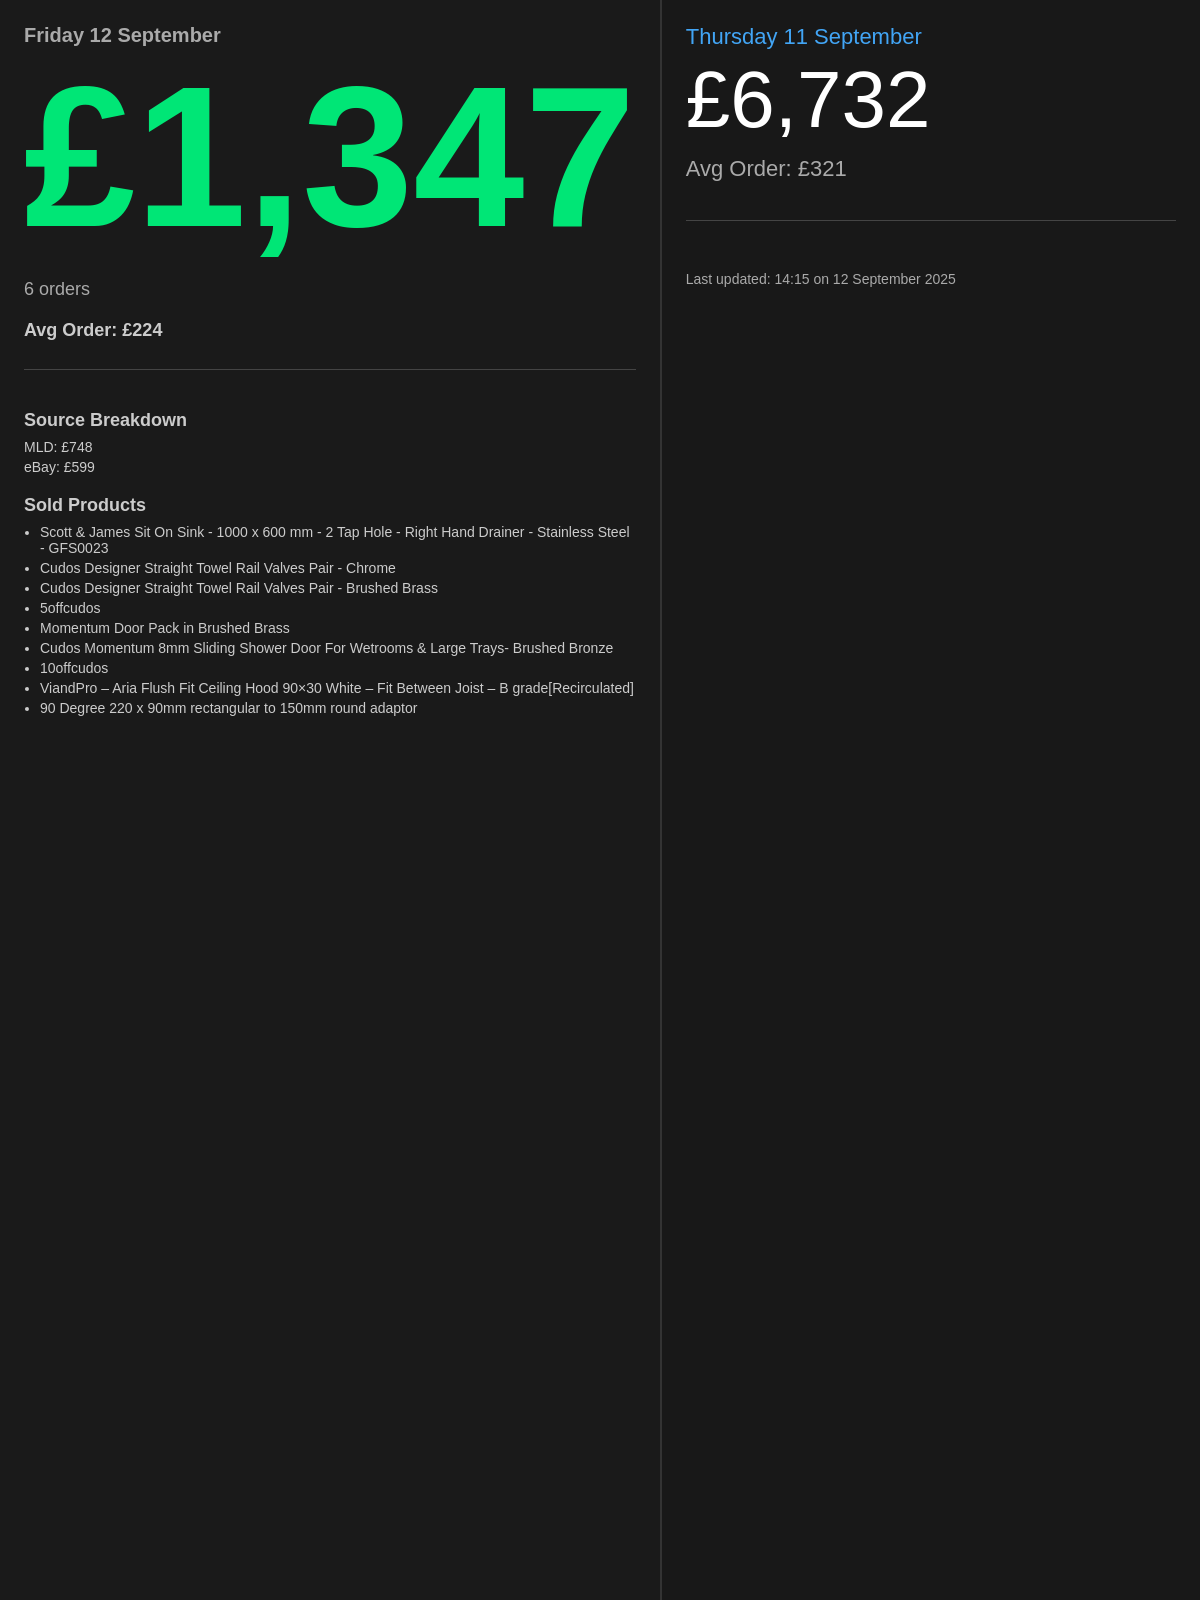 Friday 12 September
£1,347
6 orders
Avg Order: £224
Source Breakdown
MLD: £748
eBay: £599
Sold Products
• Scott & James Sit On Sink - 1000 x 600 mm - 2 Tap Hole - Right Hand Drainer - Stainless Steel
- GFS0023
• Cudos Designer Straight Towel Rail Valves Pair - Chrome
• Cudos Designer Straight Towel Rail Valves Pair - Brushed Brass
• 5offcudos
• Momentum Door Pack in Brushed Brass
• Cudos Momentum 8mm Sliding Shower Door For Wetrooms & Large Trays- Brushed Bronze
• 10offcudos
• ViandPro – Aria Flush Fit Ceiling Hood 90×30 White – Fit Between Joist – B grade[Recirculated]
• 90 Degree 220 x 90mm rectangular to 150mm round adaptor
Thursday 11 September
£6,732
Avg Order: £321
Last updated: 14:15 on 12 September 2025